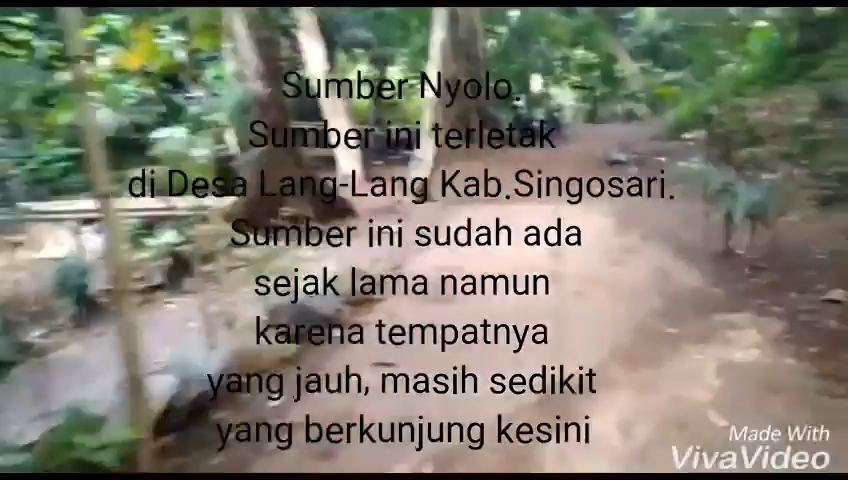 Sumber Nyolo.
Sumber ini terletak
di Desa Lang-Lang Kab.Singosari.
Sumber ini sudah ada
sejak lama namun
karena tempatnya
yang jauh, masih sedikit
yang berkunjung kesini
Made With
VivaVideo